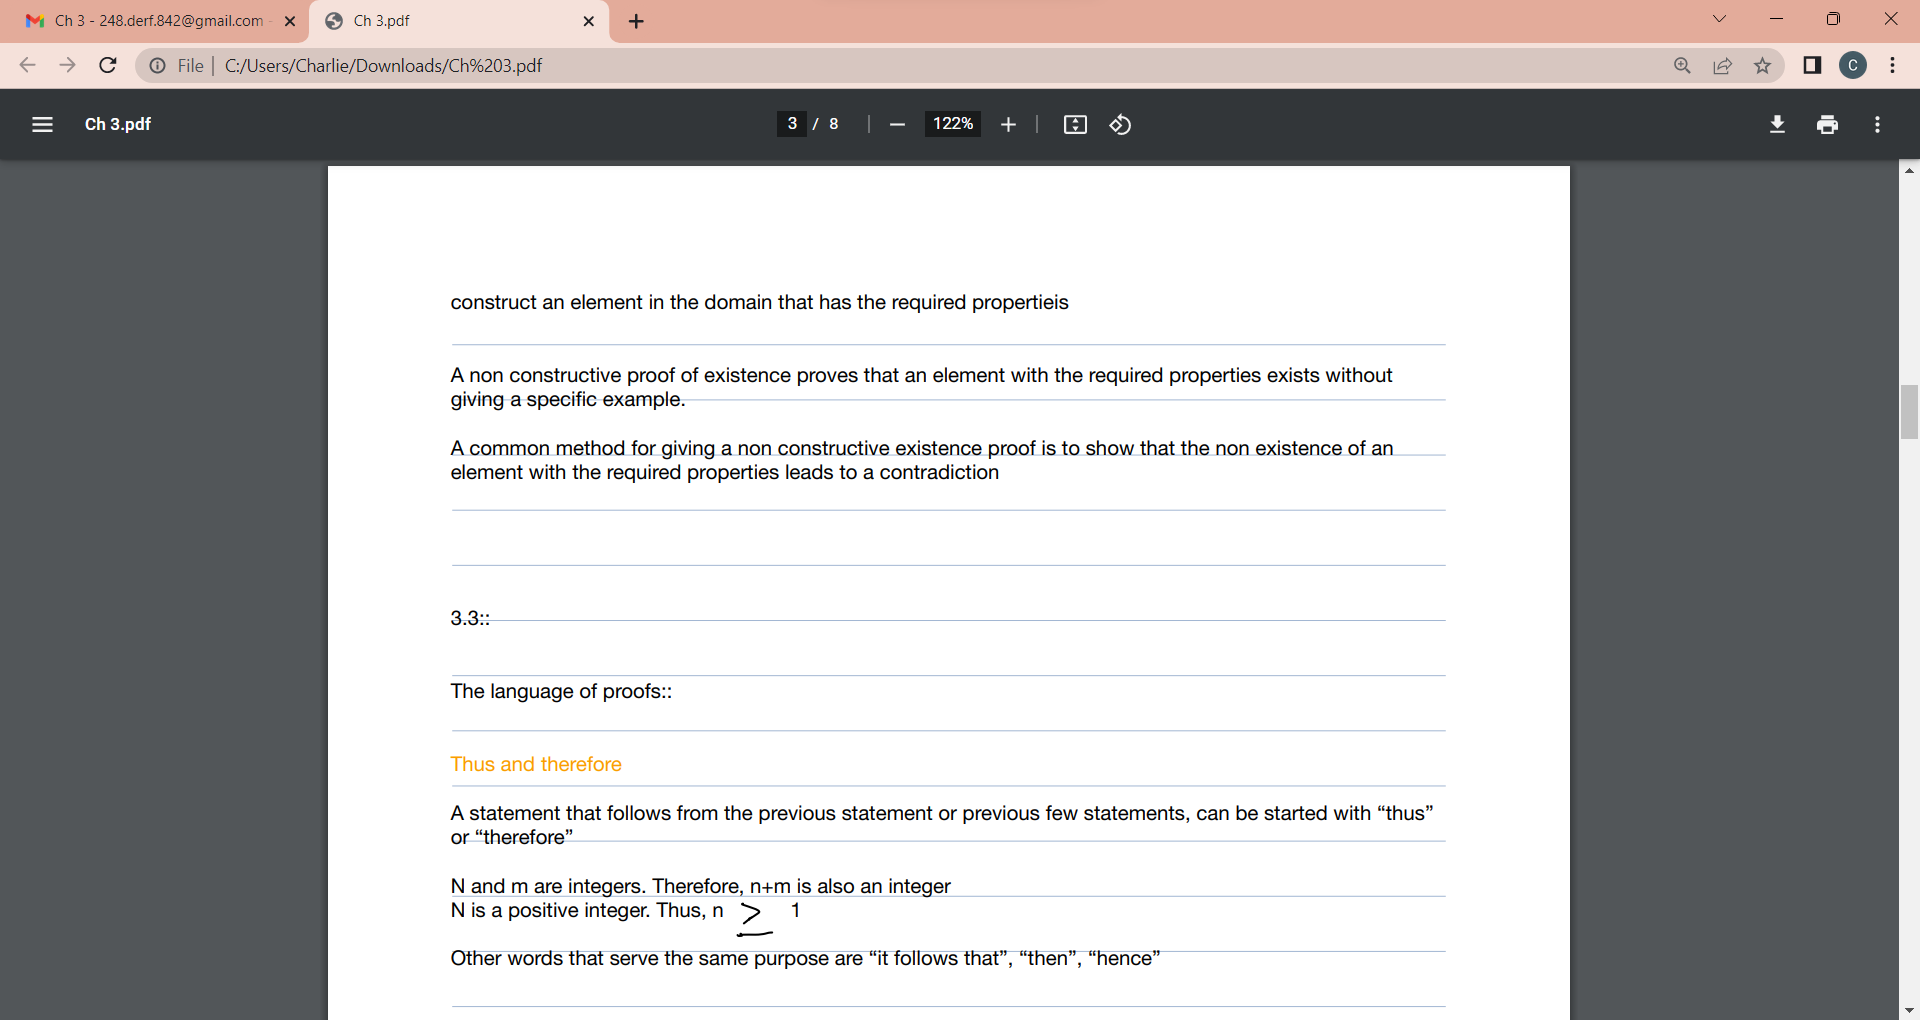 Ch 3 - 248.derf.842@gmail.com -
Ch 3.pdf
File | C:/Users/Charlie/Downloads/Ch%203.pdf
C
Ch 3.pdf
3 / 8 | — 122% + |
construct an element in the domain that has the required propertieis
A non constructive proof of existence proves that an element with the required properties exists without
giving a specific example.
A common method for giving a non constructive existence proof is to show that the non existence of an
element with the required properties leads to a contradiction
3.3::
The language of proofs::
Thus and therefore
A statement that follows from the previous statement or previous few statements, can be started with “thus”
or “therefore”
N and m are integers. Therefore, n+m is also an integer
N is a positive integer. Thus, n ≥ 1
Other words that serve the same purpose are “it follows that”, “then”, “hence”